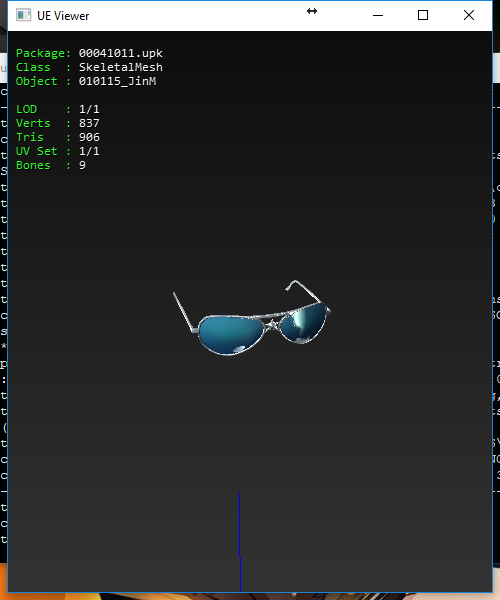 UE Viewer
Package: 00041011.upk
Class : SkeletalMesh
Object : 010115_JinM
LOD : 1/1
Verts : 837
Tris : 906
UV Set : 1/1
Bones : 9